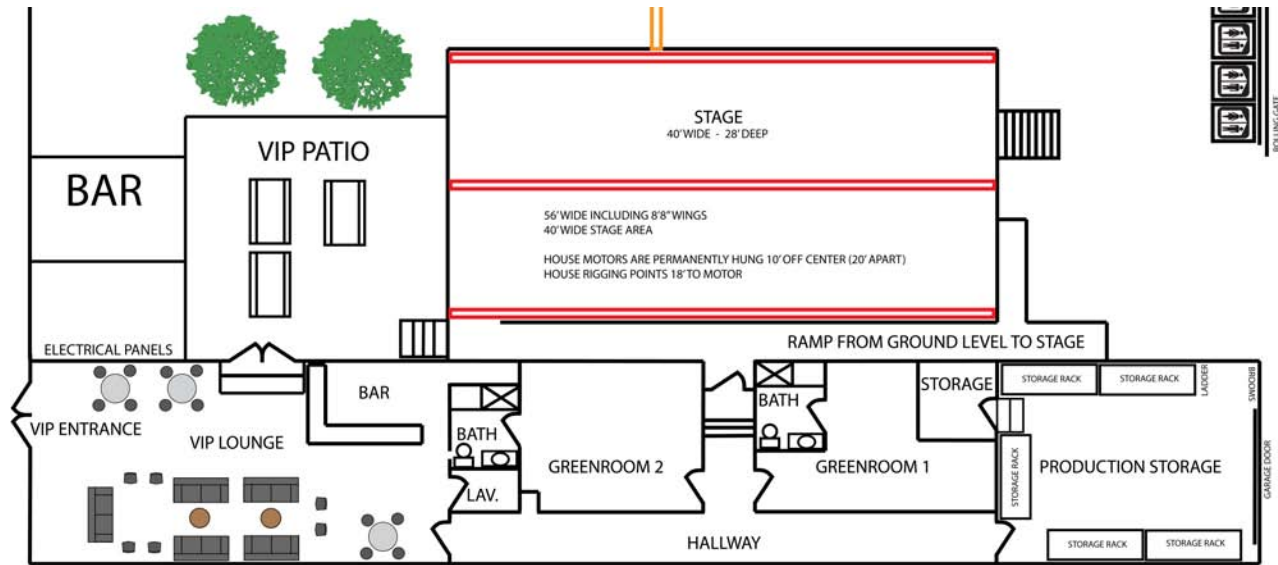 STAGE
40' WIDE - 28' DEEP
ROLLING GATE
VIP PATIO
BAR
56' WIDE INCLUDING 8'8" WINGS
40' WIDE STAGE AREA
HOUSE MOTORS ARE PERMANENTLY HUNG 10' OFF CENTER (20' APART)
HOUSE RIGGING POINTS 18' TO MOTOR
ELECTRICAL PANELS
RAMP FROM GROUND LEVEL TO STAGE
STORAGE RACK
STORAGE RACK
LADDER
BROOMS
STORAGE
BAR
BATH
VIP ENTRANCE
VIP LOUNGE
BATH
GREENROOM 2
GREENROOM 1
STORAGE RACK
PRODUCTION STORAGE
GARAGE DOOR
LAV.
HALLWAY
STORAGE RACK
STORAGE RACK